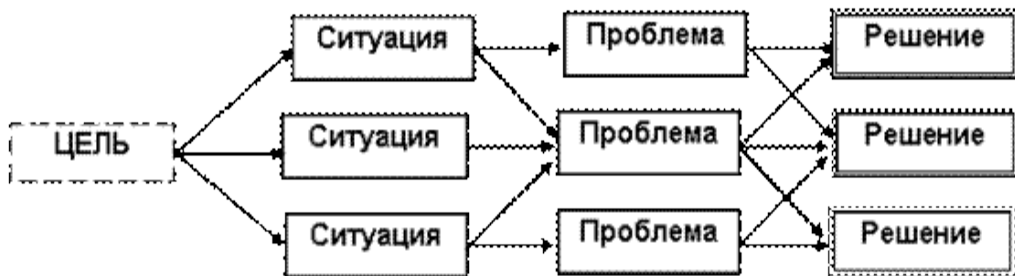 Ситуация
Проблема
Решение
ЦЕЛЬ
Ситуация
Проблема
Решение
Ситуация
Проблема
Решение